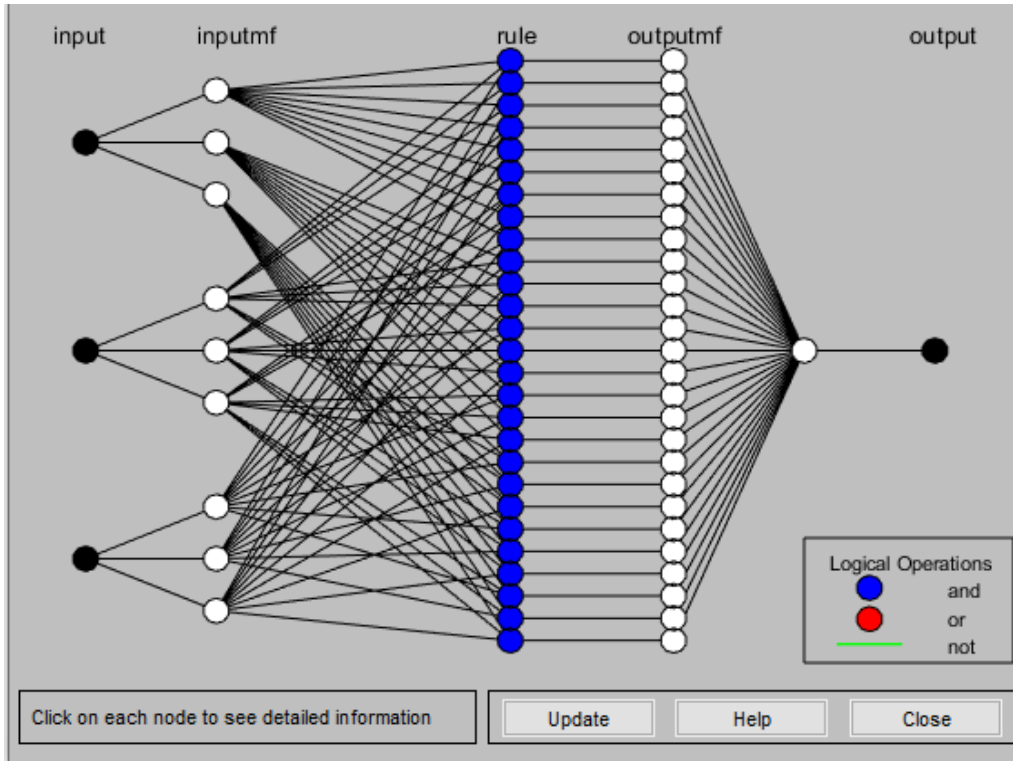 input inputmf rule outputmf output
Logical Operations
and
or
not
Click on each node to see detailed information
Update Help Close